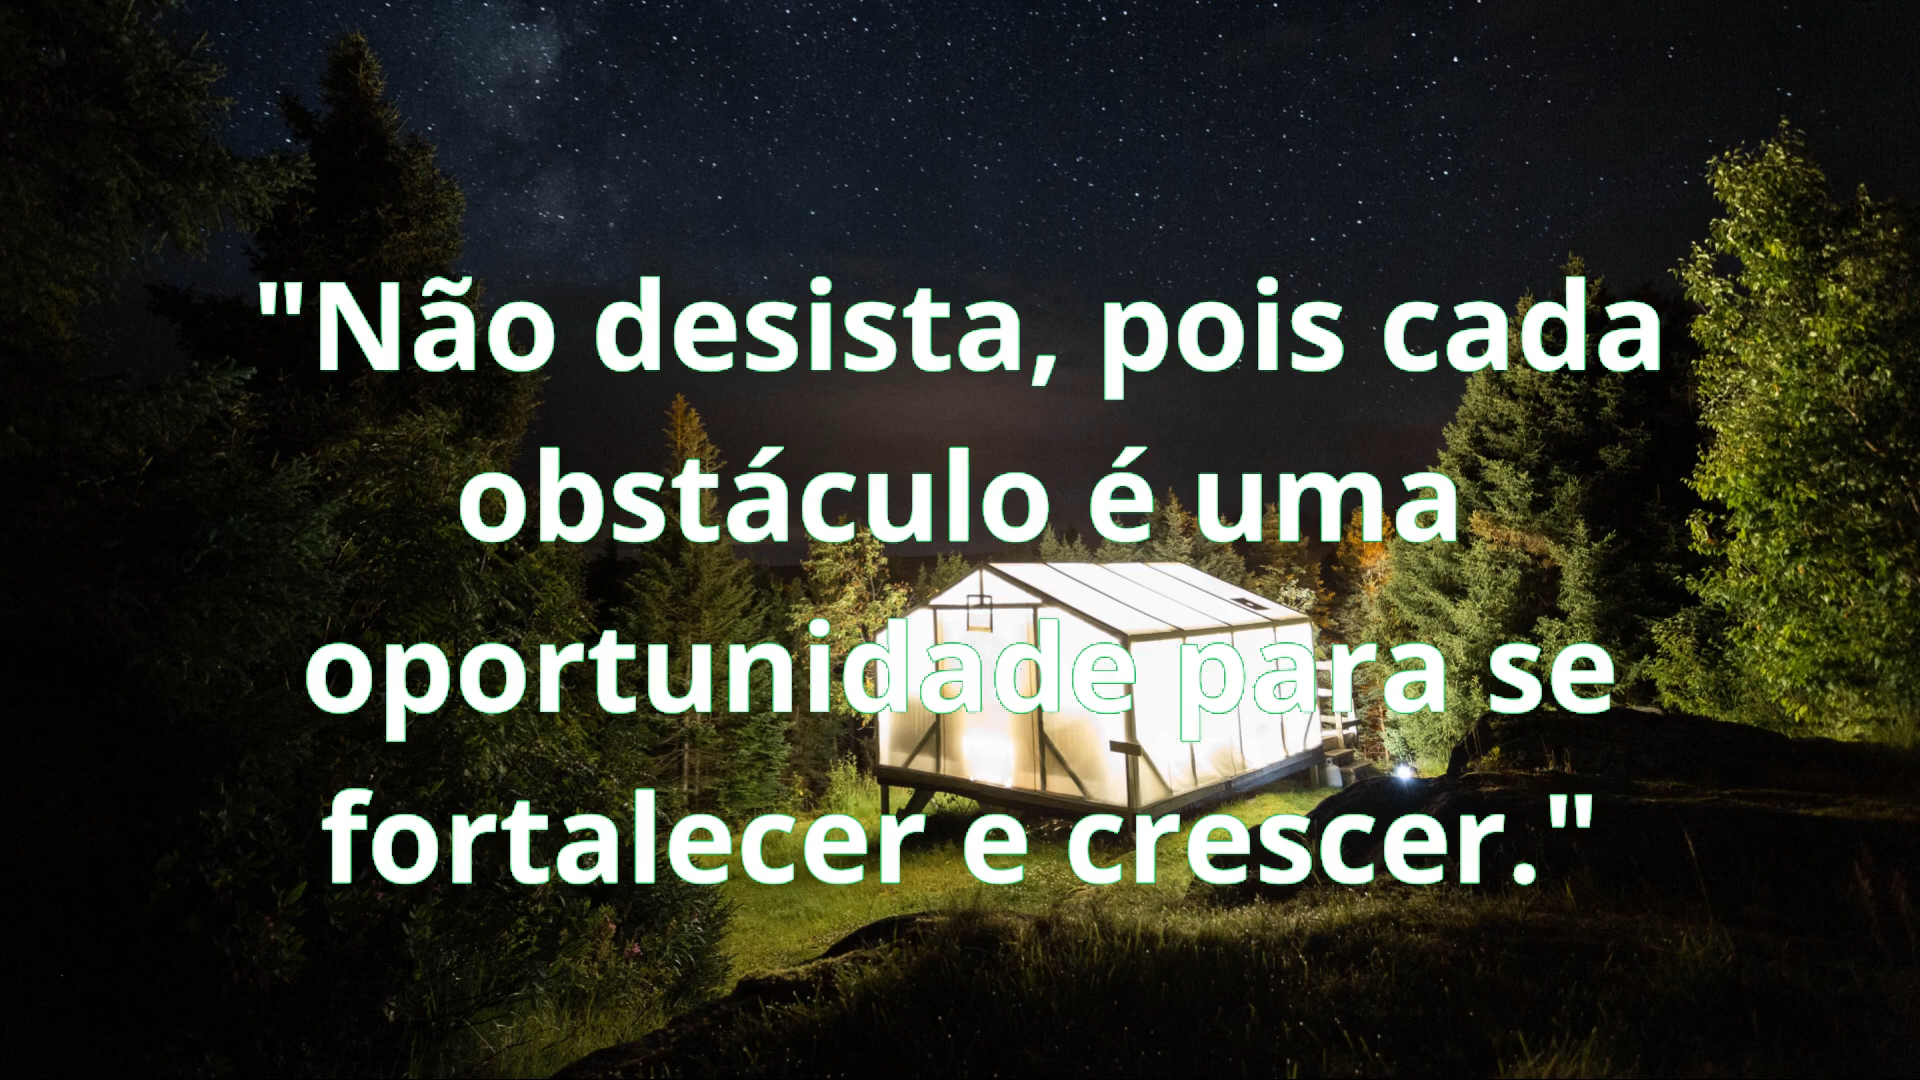 "Não desista, pois cada
obstáculo é uma
oportunidade para se
fortalecer e crescer."